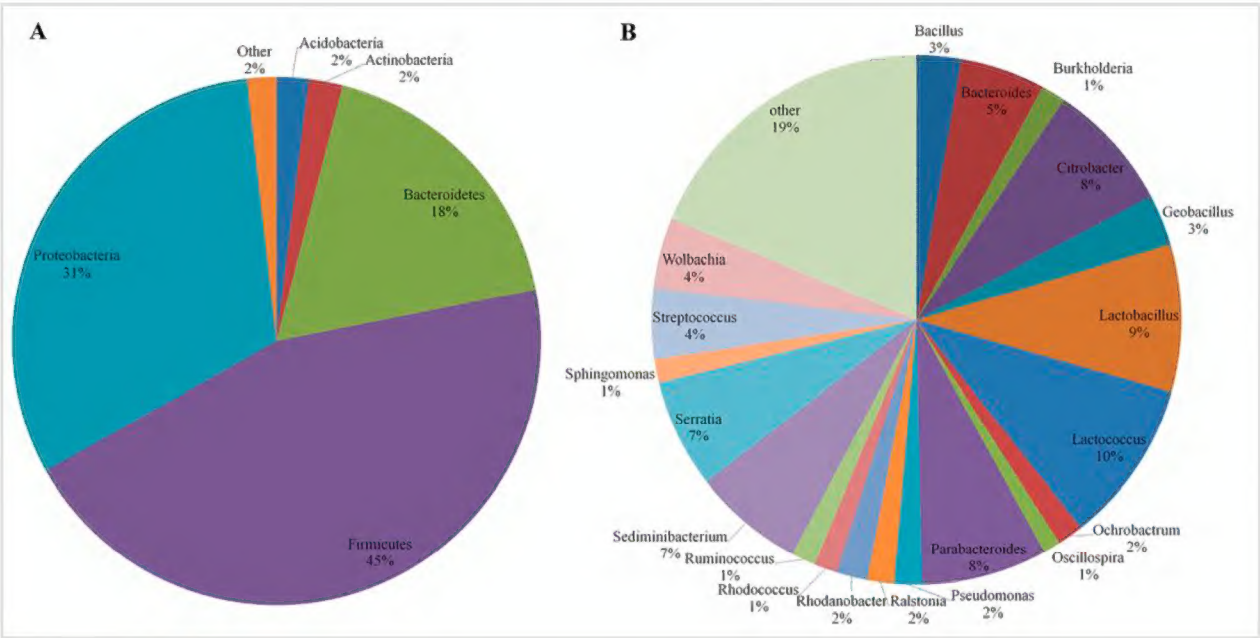 A
Other
2%
Acidobacteria
2%
Actinobacteria
2%
Bacteroidetes
18%
Proteobacteria
31%
Firmicutes
45%
B
Bacillus
3%
Burkholderia
1%
Bacteroides
5%
other
19%
Citrobacter
8%
Geobacillus
3%
Wolbachia
4%
Lactobacillus
9%
Streptococcus
4%
Sphingomonas
1%
Serratia
7%
Lactococcus
10%
Ochrobactrum
2%
Oscillospira
1%
Parabacteroides
8%
Sediminibacterium
7%
Ruminococcus
1%
Rhodococcus
1%
Rhodanobacter
2%
Ralstonia
2%
Pseudomonas
2%